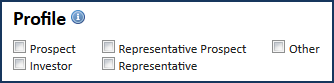 Profile
Prospect Representative Prospect Other
Investor Representative